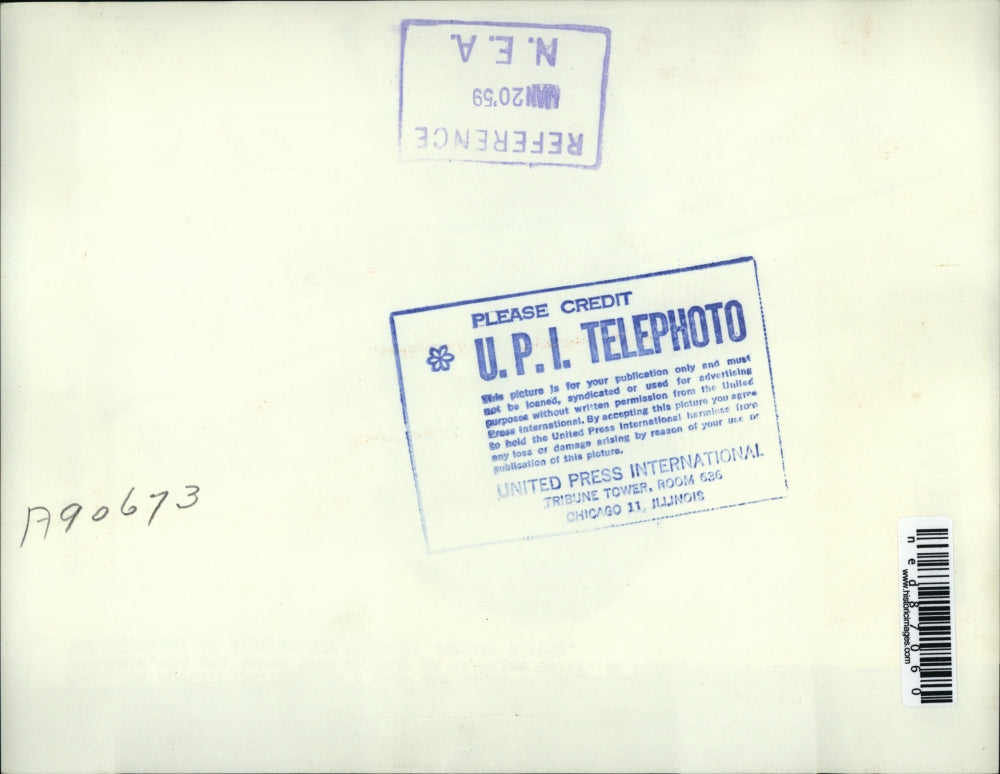 N. E. A.
JAN 20 '59
REFERENCE
PLEASE CREDIT
U. P. I. TELEPHOTO
This picture is for your publication only and must
not be loaned, syndicated or used for advertising
purposes without written permission from the United
Press International. By accepting this picture you agree
to hold the United Press International harmless from
any loss or damage arising by reason of your use or
publication of this picture.
UNITED PRESS INTERNATIONAL
TRIBUNE TOWER, ROOM 636
CHICAGO 11, ILLINOIS
A90673
ned87060
www.historicimages.com